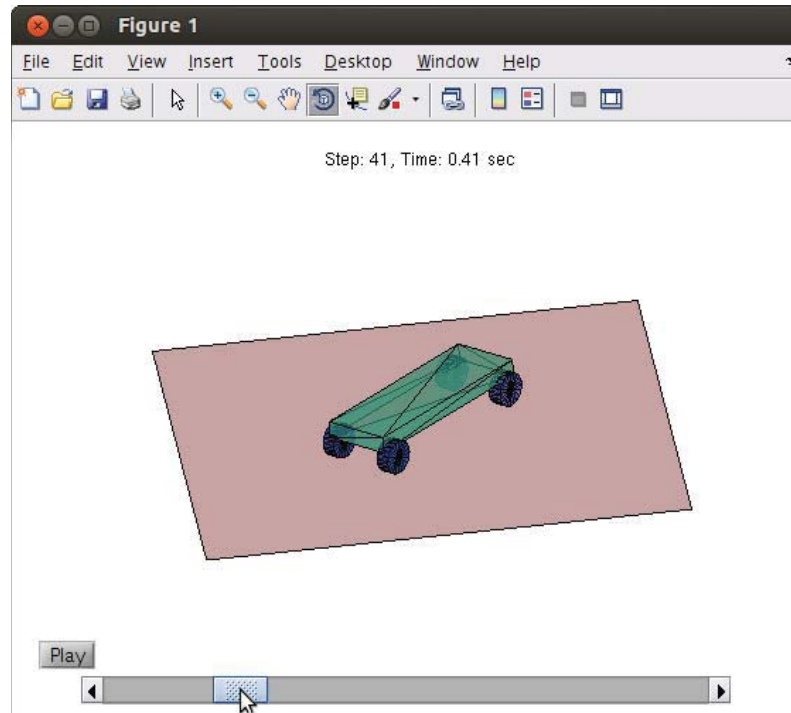 Figure 1
File Edit View Insert Tools Desktop Window Help
Step: 41, Time: 0.41 sec
Play